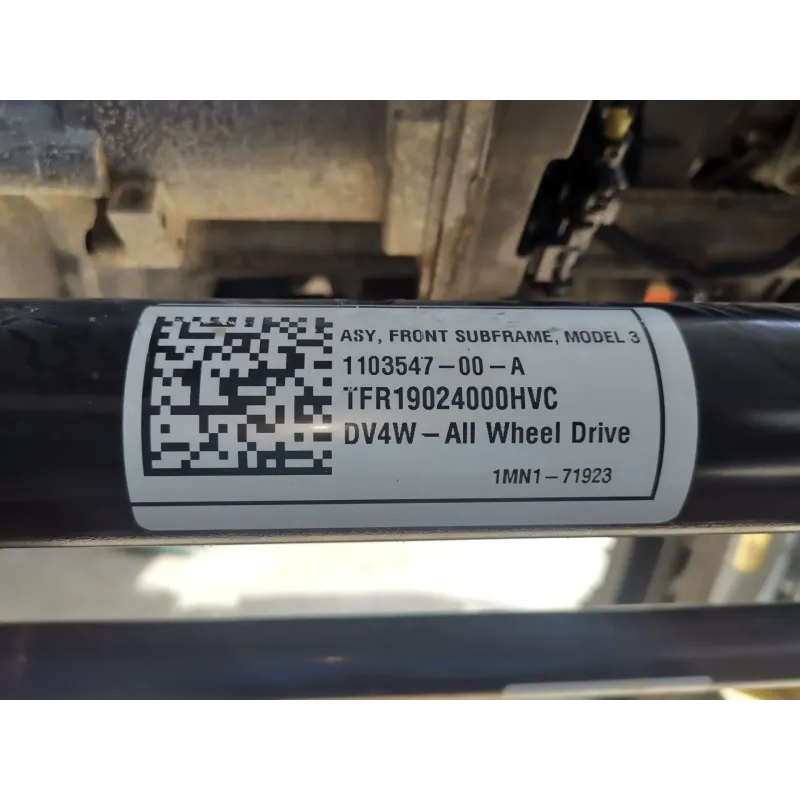 ASY, FRONT SUBFRAME, MODEL 3
1103547-00-A
TFR19024000HVC
DV4W-All Wheel Drive
1MN1-71923